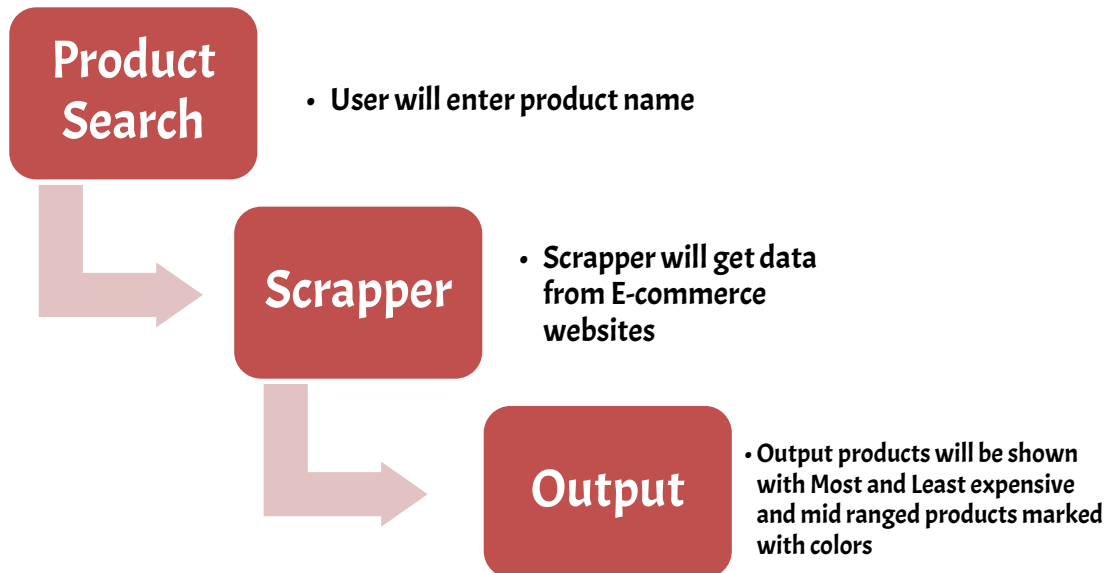 Product
Search
• User will enter product name
Scrapper
• Scrapper will get data
from E-commerce
websites
Output
• Output products will be shown
with Most and Least expensive
and mid ranged products marked
with colors